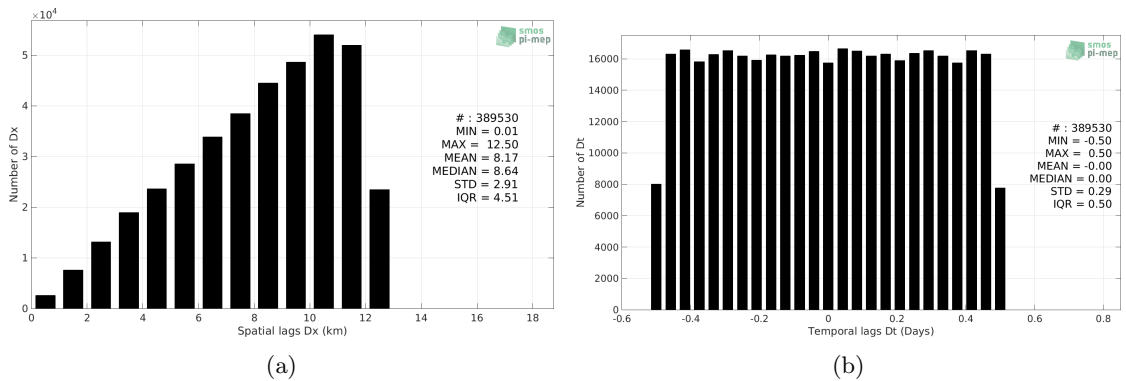 ×10⁴
smos
pi-mep
5
4
3
2
1
0
Number of Dx
# : 389530
MIN = 0.01
MAX = 12.50
MEAN = 8.17
MEDIAN = 8.64
STD = 2.91
IQR = 4.51
0 2 4 6 8 10 12 14 16 18
Spatial lags Dx (km)
(a)
smos
pi-mep
16000
14000
12000
10000
8000
6000
4000
2000
0
Number of Dt
# : 389530
MIN = -0.50
MAX = 0.50
MEAN = -0.00
MEDIAN = 0.00
STD = 0.29
IQR = 0.50
-0.6 -0.4 -0.2 0 0.2 0.4 0.6 0.8
Temporal lags Dt (Days)
(b)